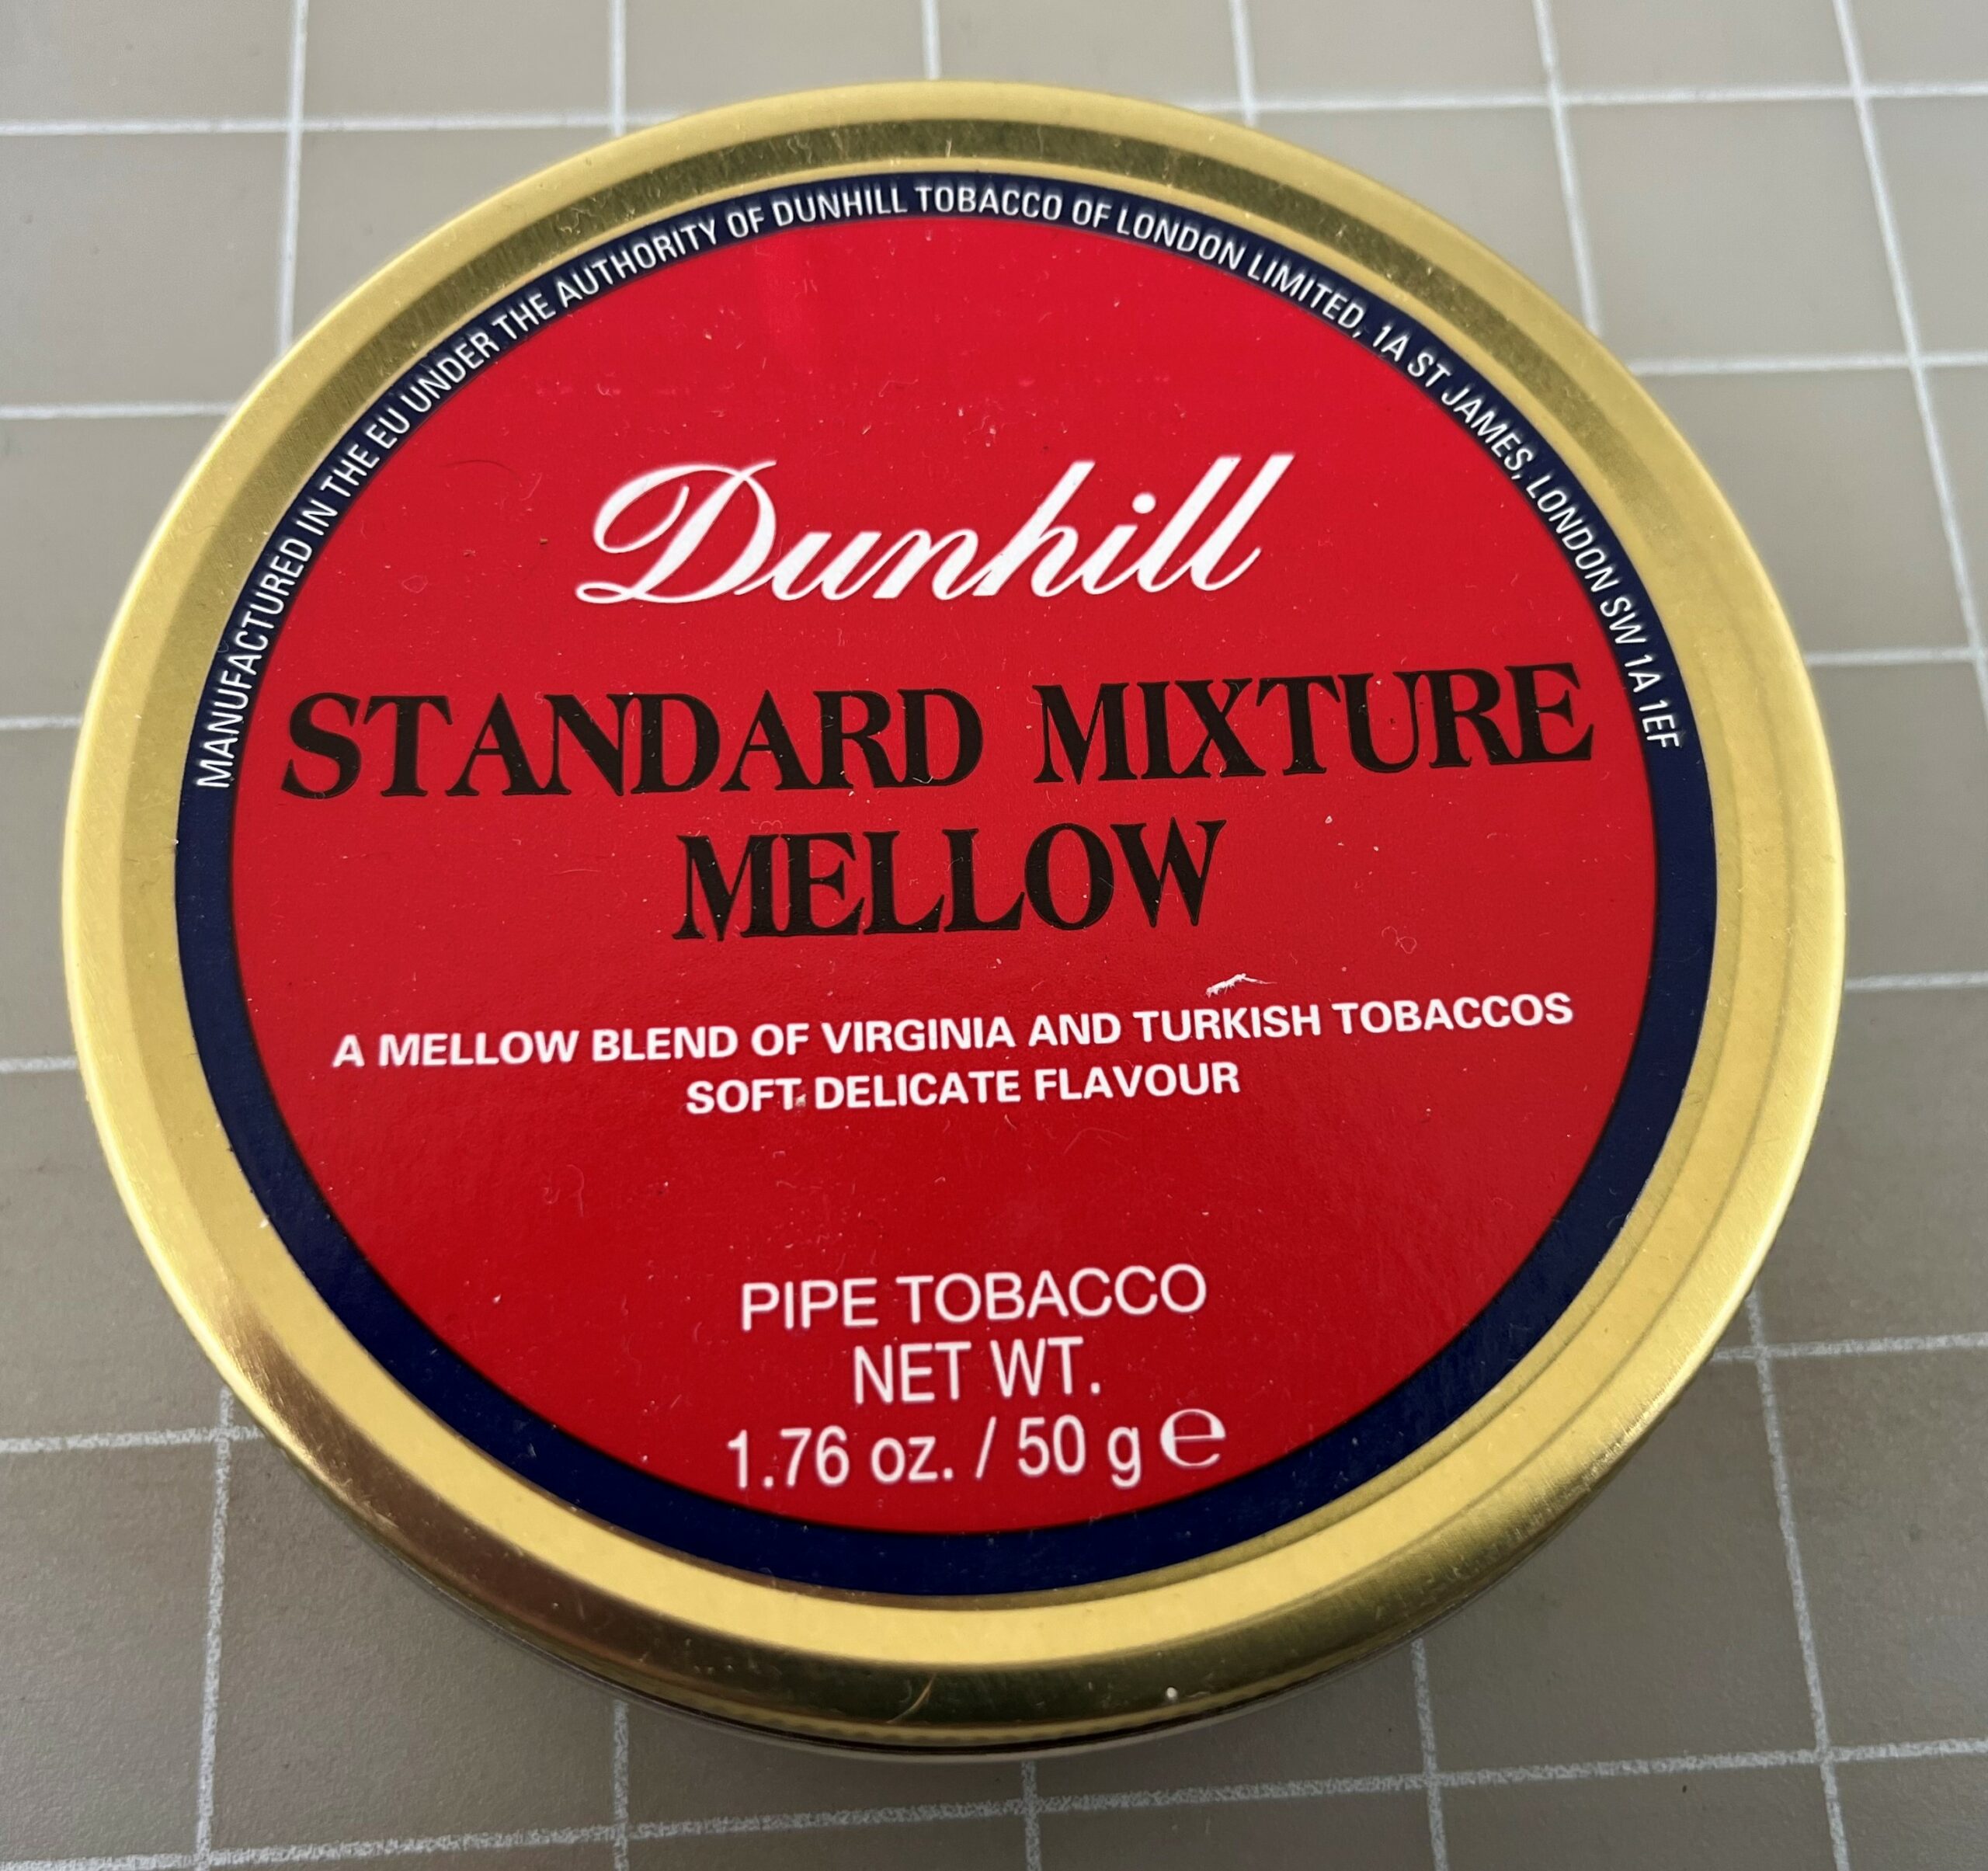 MANUFACTURED IN THE EU UNDER THE AUTHORITY OF DUNHILL TOBACCO OF LONDON LIMITED, 1A ST JAMES, LONDON SW 1A 1EF
Dunhill
STANDARD MIXTURE
MELLOW
A MELLOW BLEND OF VIRGINIA AND TURKISH TOBACCOS
SOFT DELICATE FLAVOUR
PIPE TOBACCO
NET WT.
1.76 oz. / 50 g ℮